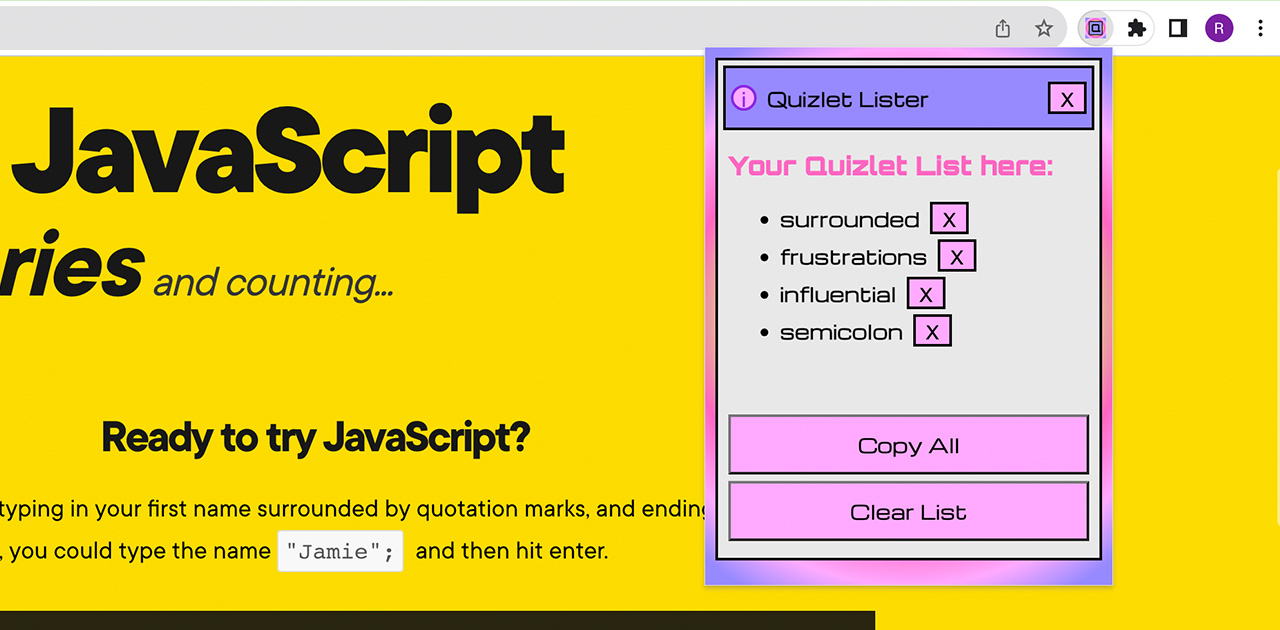 R
JavaScript
ries and counting...
Ready to try JavaScript?
typing in your first name surrounded by quotation marks, and ending
, you could type the name "Jamie"; and then hit enter.
i Quizlet Lister X
Your Quizlet List here:
• surrounded X
• frustrations X
• influential X
• semicolon X
Copy All
Clear List